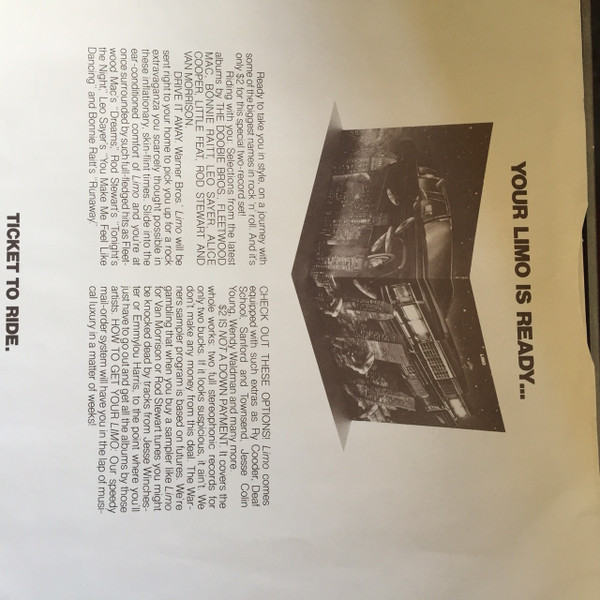 YOUR LIMO IS READY...
LIMO
Ready to take you in style, on a journey with
some of the biggest names in rock 'n' roll. And it's
only $2 for this special two-record set!
Riding with you: Selections from the latest
albums by THE DOOBIE BROS., FLEETWOOD
MAC, BONNIE RAITT, LEO SAYER, ALICE
COOPER, LITTLE FEAT, ROD STEWART AND
VAN MORRISON.
DRIVE IT AWAY. Warner Bros.' Limo will be
sent right to your home to pick you up for a rock
extravaganza you scarcely thought possible in
these inflationary, skin-flint times. Slide into the
ear-conditioned comfort of Limo and you're at
once surrounded by such full-fledged hits as Fleet-
wood Mac's "Dreams," Rod Stewart's "Tonight's
the Night," Leo Sayer's "You Make Me Feel Like
Dancing," and Bonnie Raitt's "Runaway."
CHECK OUT THESE OPTIONS! Limo comes
equipped with such extras as Ry Cooder, Deaf
School, Sanford and Townsend, Jesse Colin
Young, Wendy Waldman and many more.
$2 IS NOT A DOWN PAYMENT. It covers the
whole works: Two full stereophonic records for
only two bucks. If it looks suspicious, it ain't. We
don't make any money from this deal. The War-
ners sampler program is based on futures. We're
gambling that when you buy a sampler like Limo
for Van Morrison or Rod Stewart tunes you might
be knocked dead by tracks from Jesse Winches-
ter or Emmylou Harris, to the point where you'll
just have to go out and get all the albums by those
artists. HOW TO GET YOUR LIMO. Our speedy
mail-order system will have you in the lap of musi-
cal luxury in a matter of weeks!
TICKET TO RIDE.